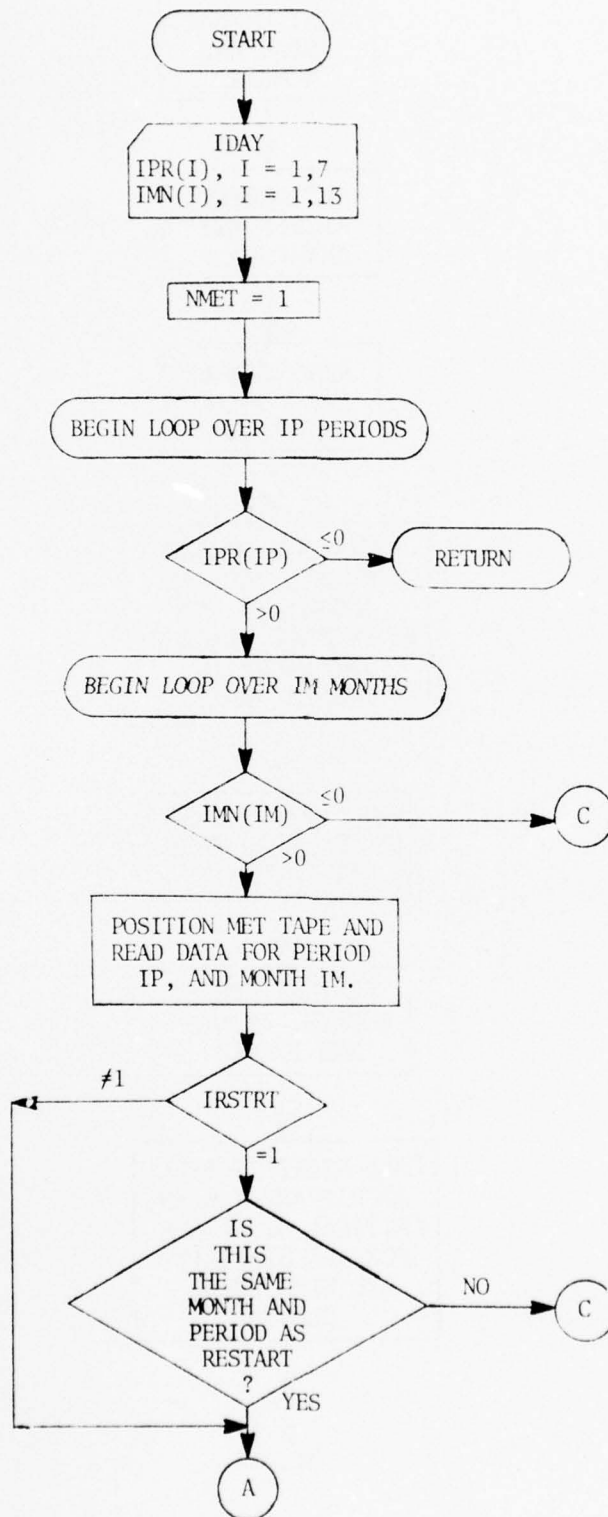 START
IDAY
IPR(I), I = 1,7
IMN(I), I = 1,13
NMET = 1
BEGIN LOOP OVER IP PERIODS
IPR(IP)
≤0
RETURN
>0
BEGIN LOOP OVER IM MONTHS
IMN(IM)
≤0
C
>0
POSITION MET TAPE AND
READ DATA FOR PERIOD
IP, AND MONTH IM.
≠1
IRSTRT
=1
IS
THIS
THE SAME
MONTH AND
PERIOD AS
RESTART
?
NO
C
YES
A